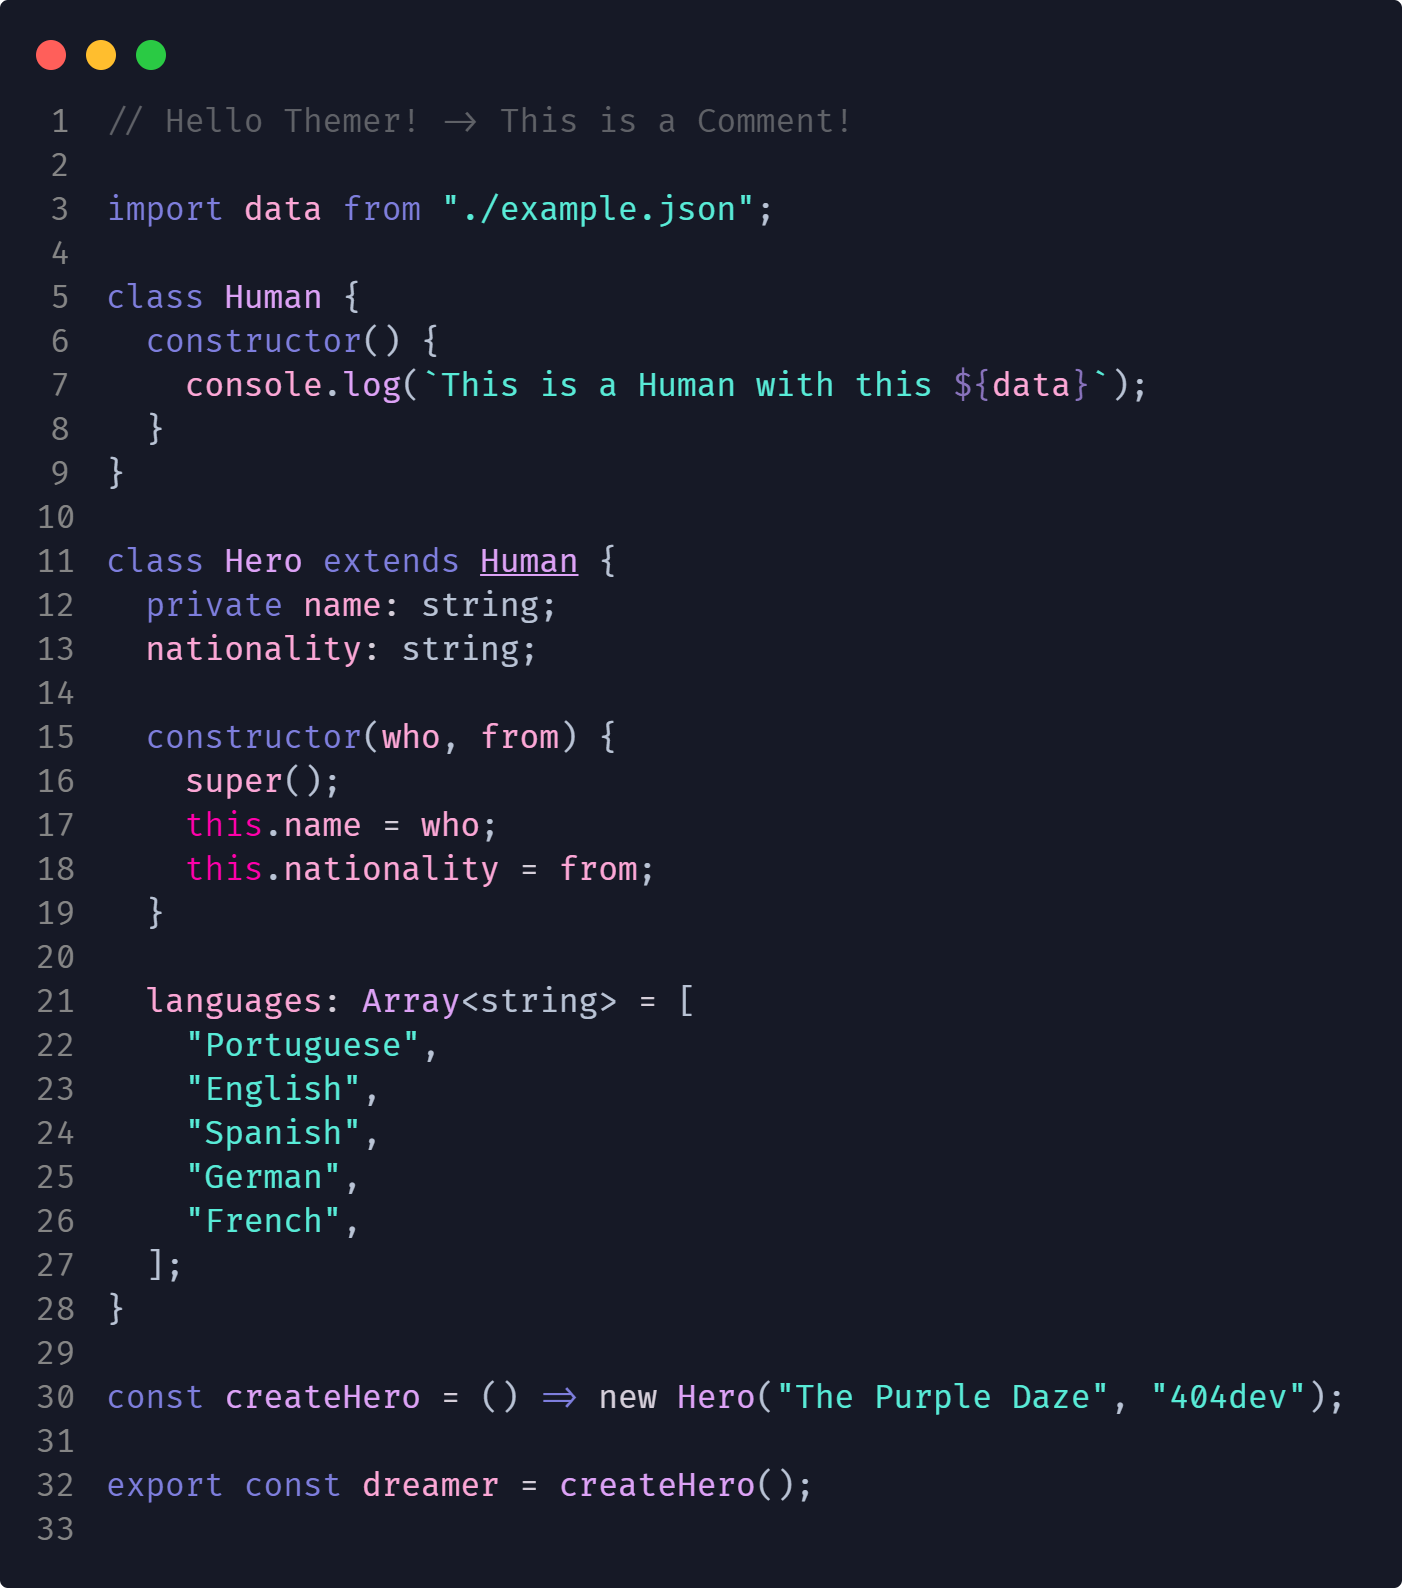 1 // Hello Themer! -> This is a Comment!
2
3 import data from "./example.json";
4
5 class Human {
6   constructor() {
7     console.log(`This is a Human with this ${data}`);
8   }
9 }
10
11 class Hero extends Human {
12   private name: string;
13   nationality: string;
14
15   constructor(who, from) {
16     super();
17     this.name = who;
18     this.nationality = from;
19   }
20
21   languages: Array<string> = [
22     "Portuguese",
23     "English",
24     "Spanish",
25     "German",
26     "French",
27   ];
28 }
29
30 const createHero = () => new Hero("The Purple Daze", "404dev");
31
32 export const dreamer = createHero();
33